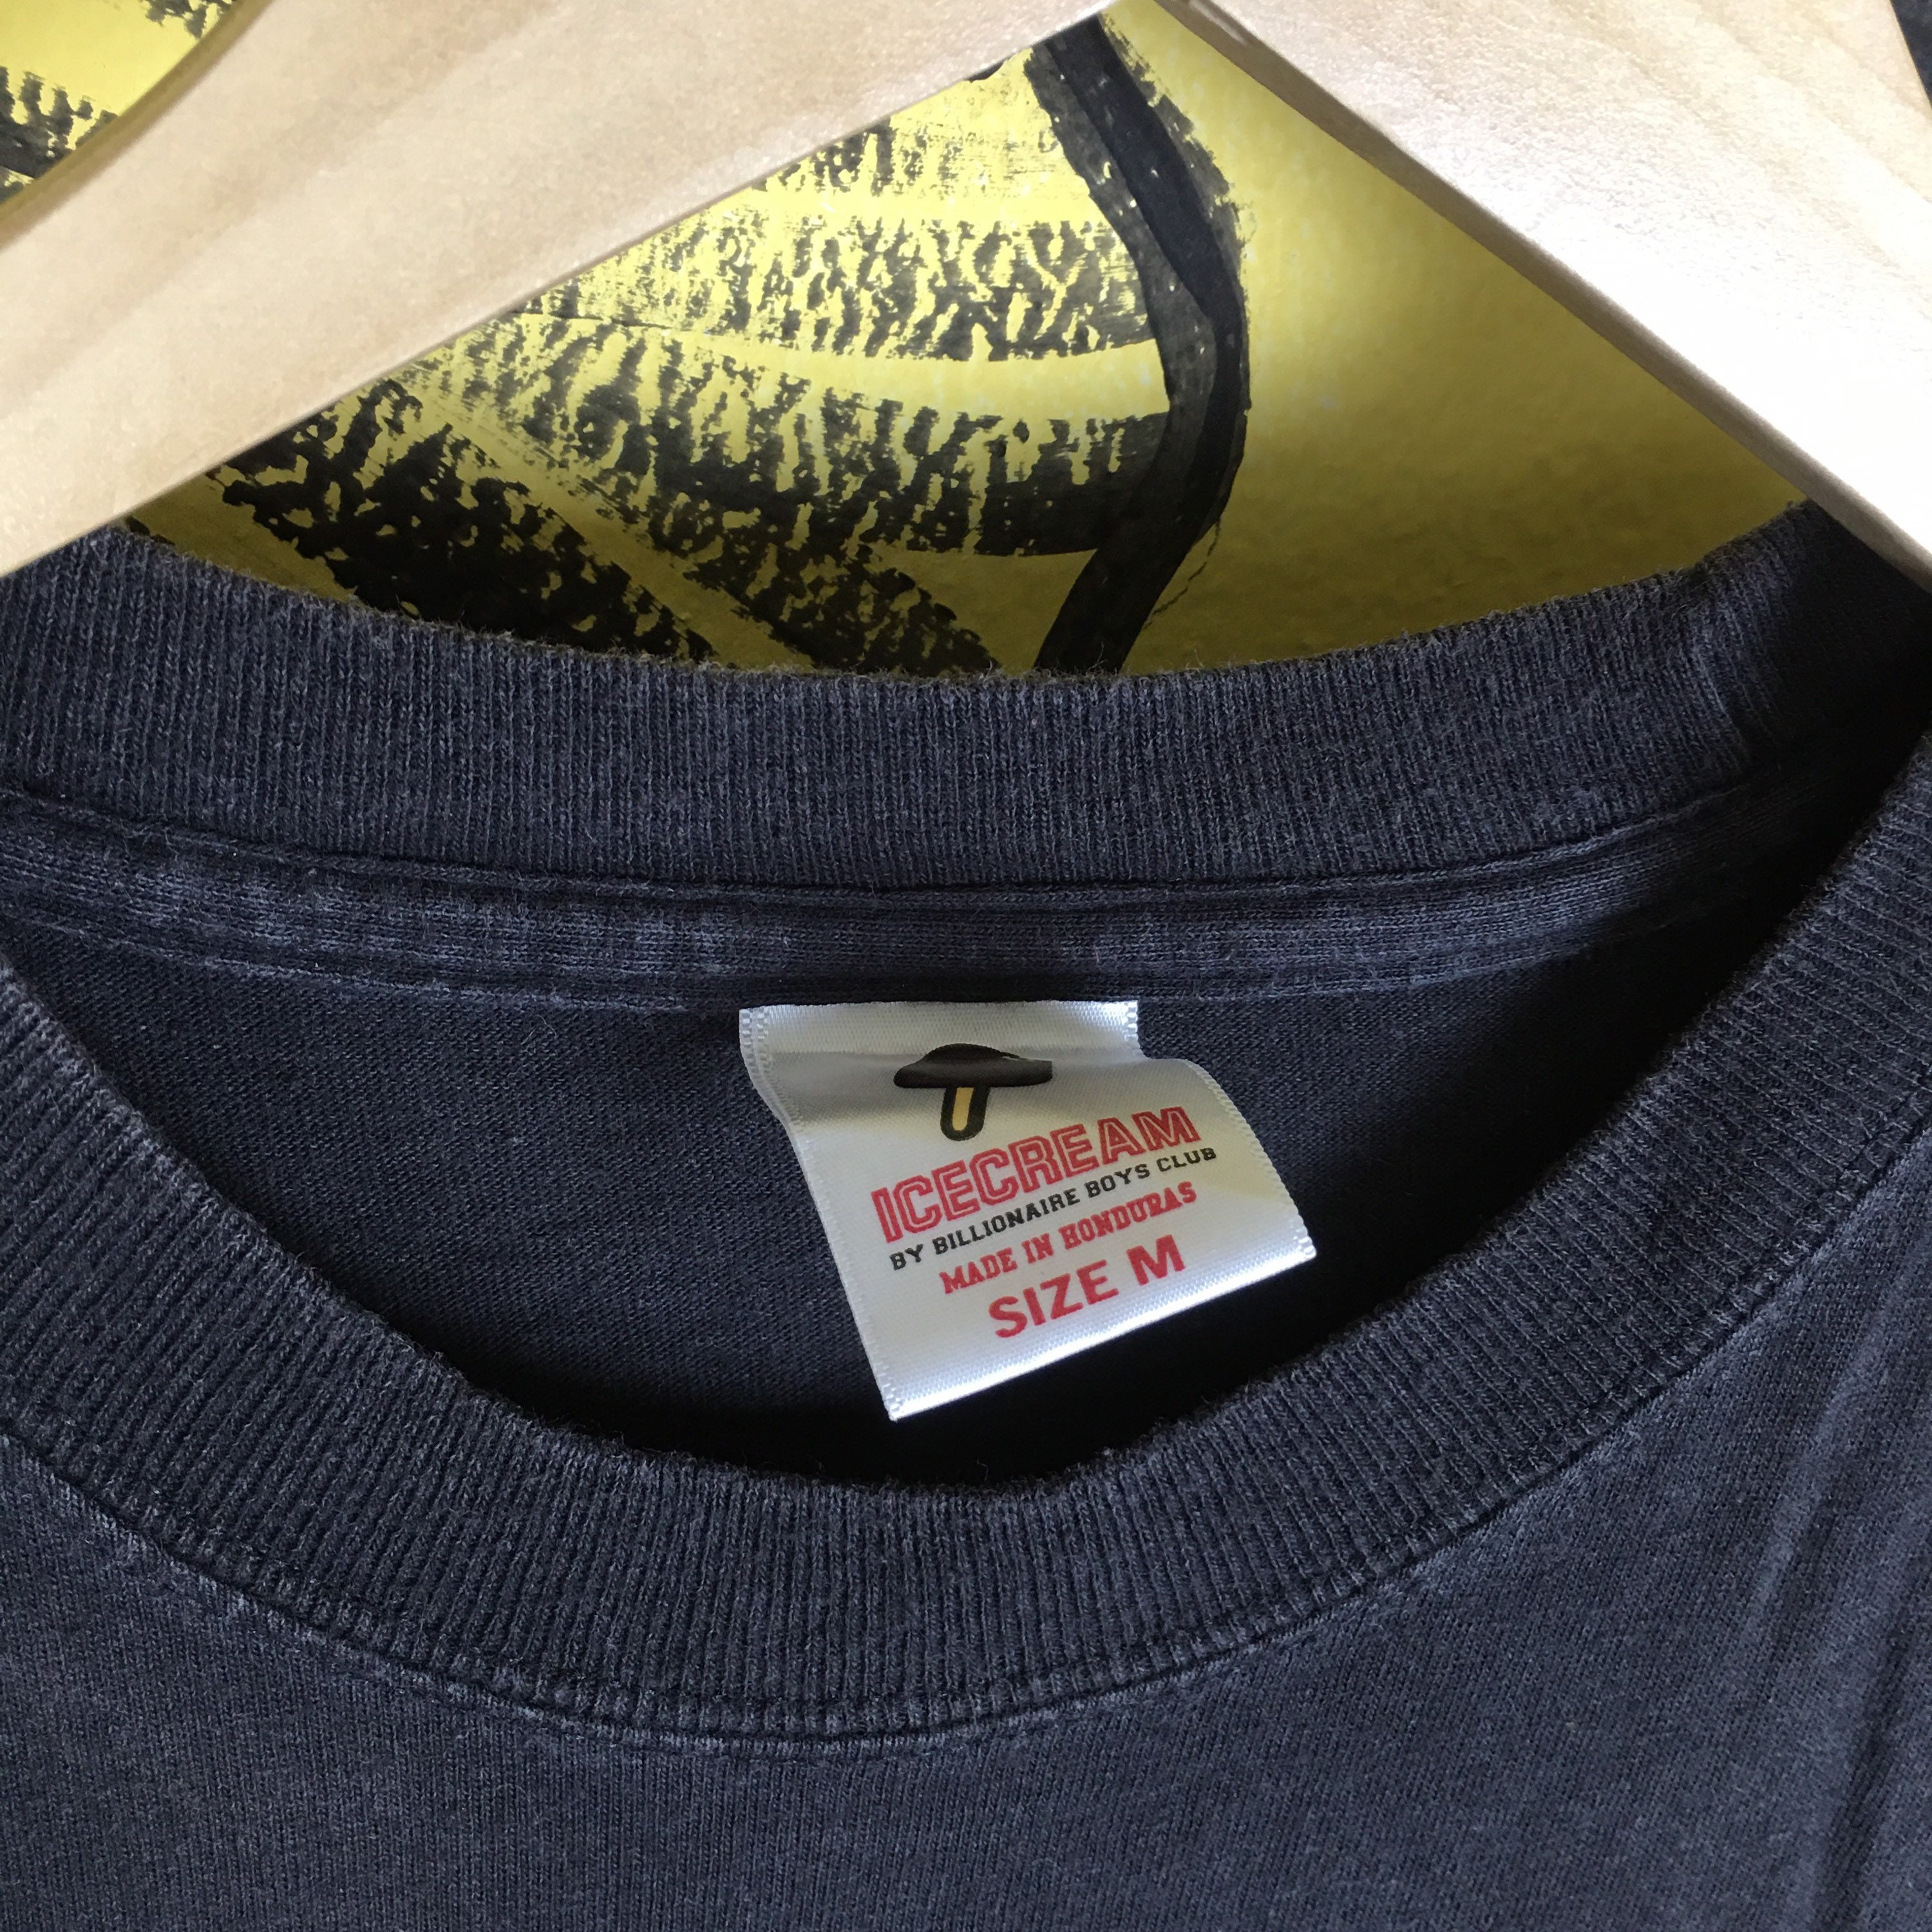 ICECREAM
BY BILLIONAIRE BOYS CLUB
MADE IN HONDURAS
SIZE M